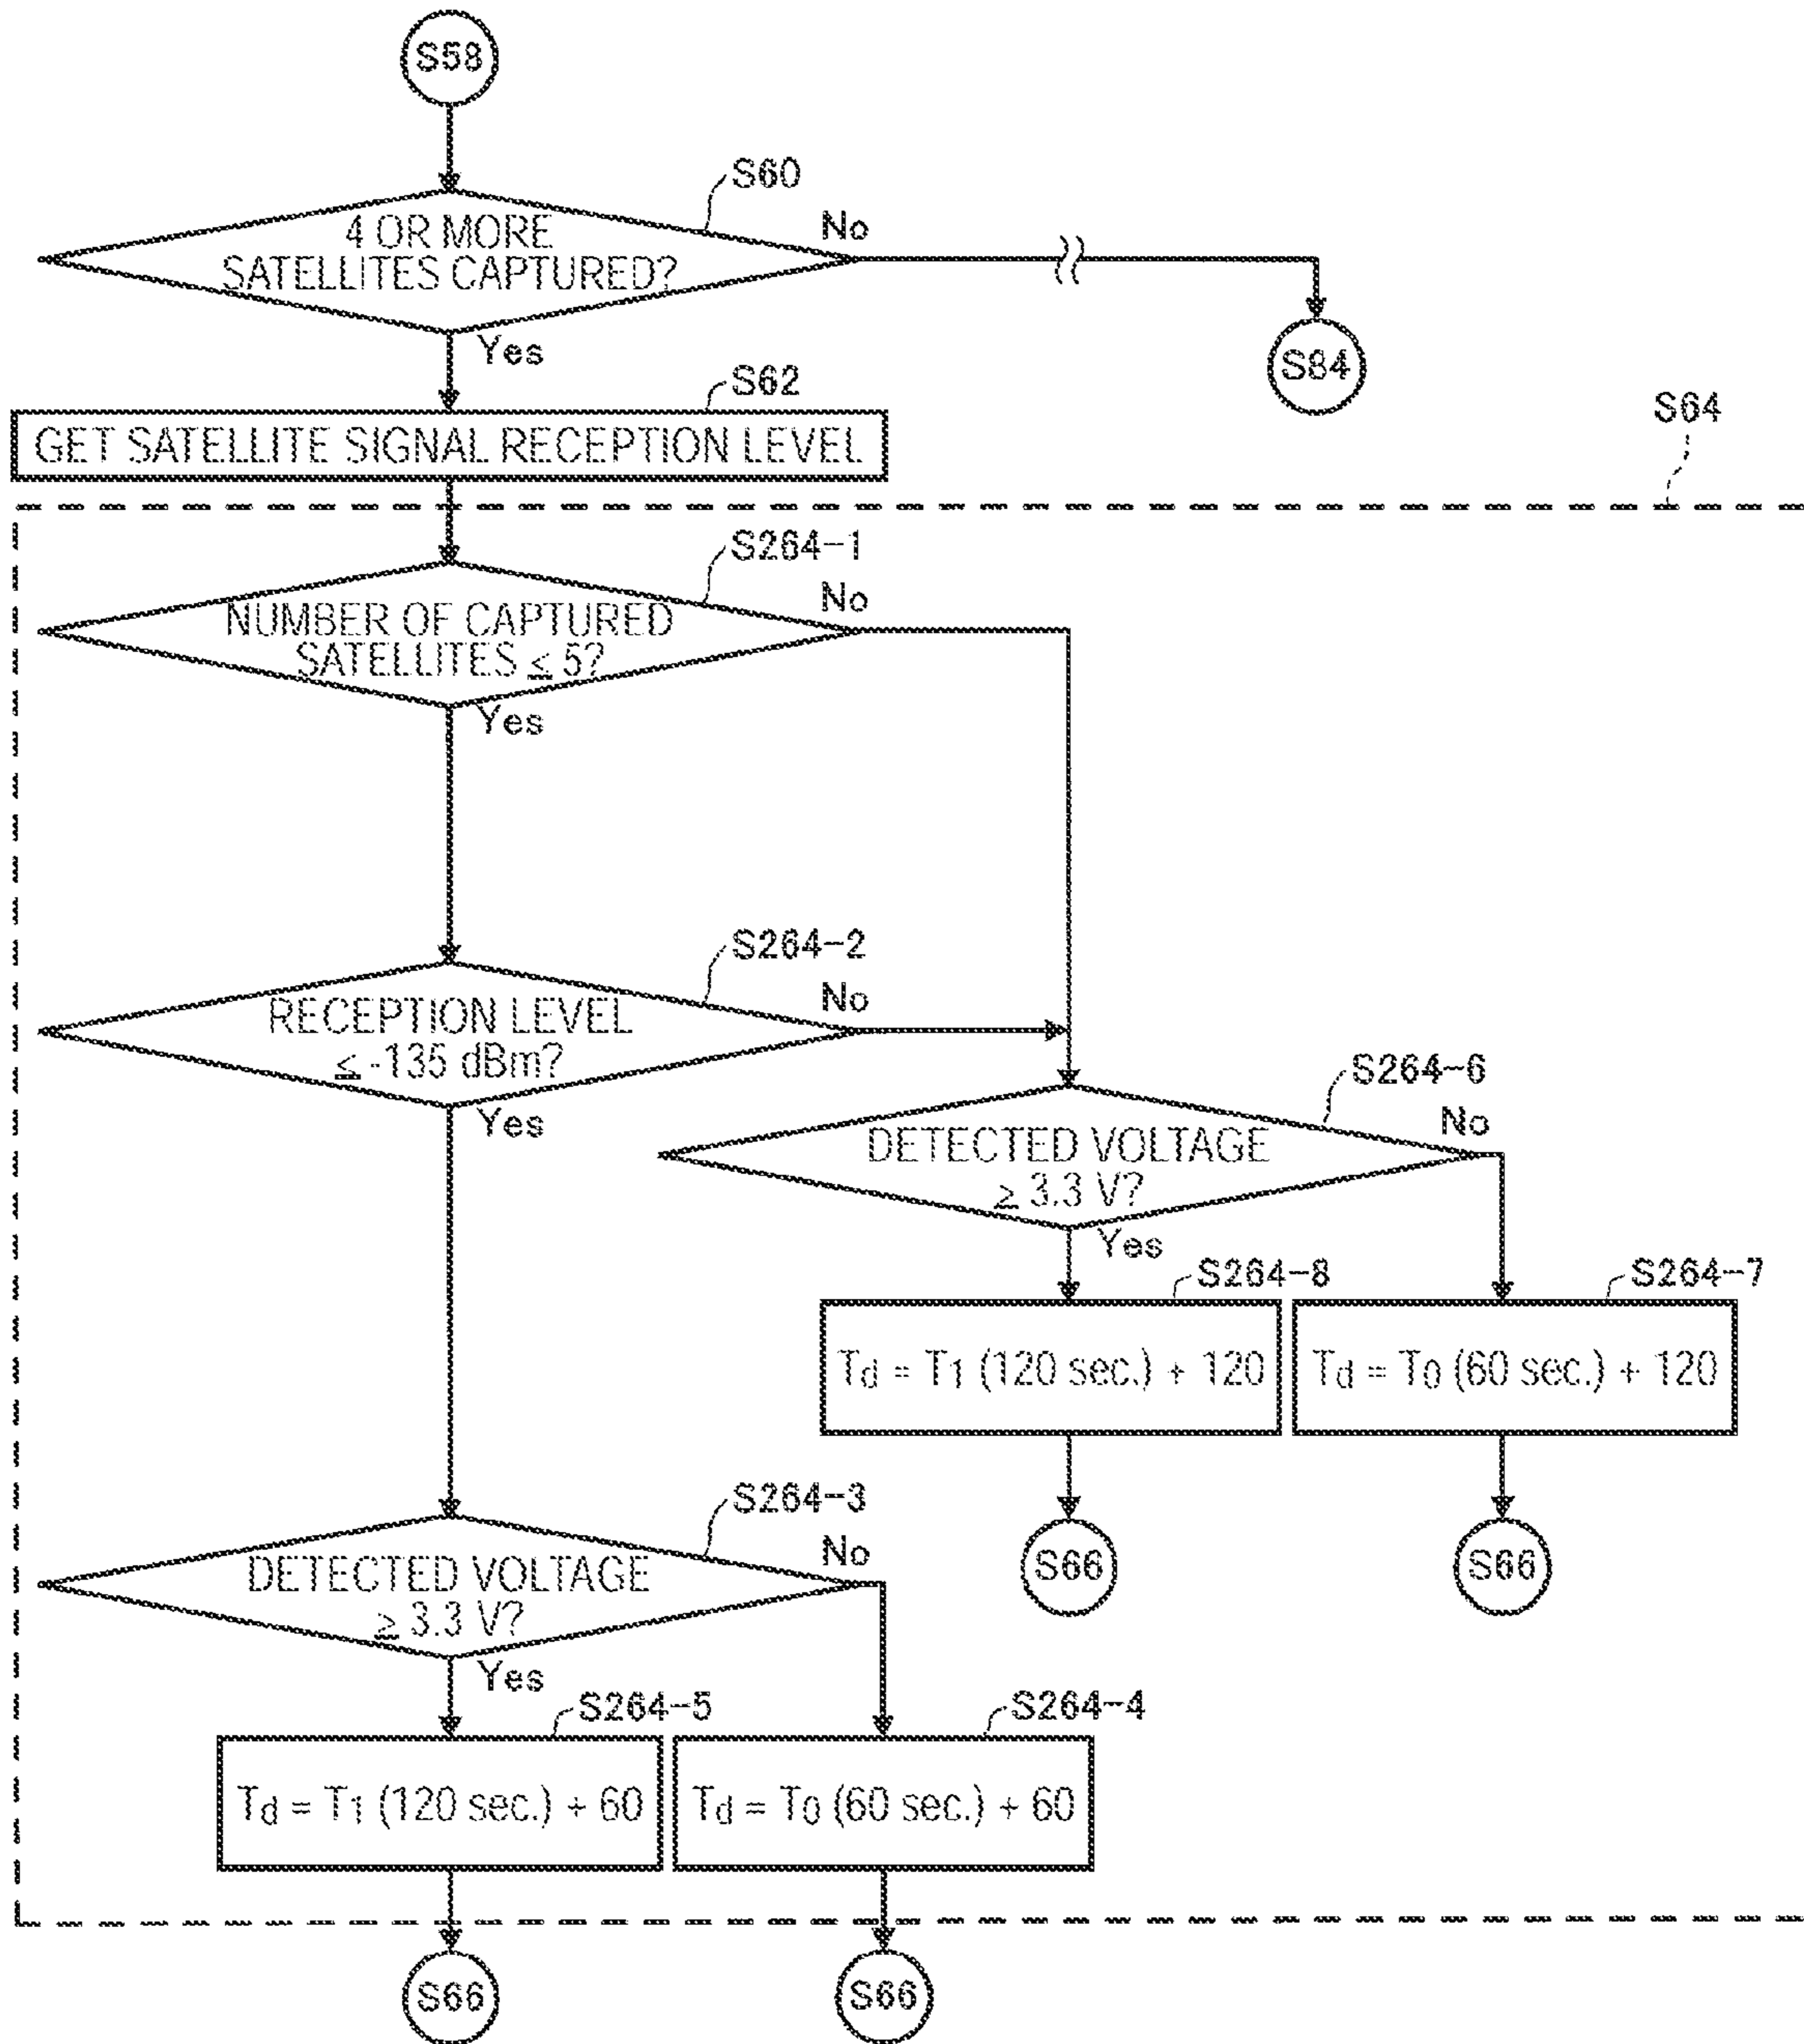 S58
S60
4 OR MORE
SATELLITES CAPTURED?
No
Yes
S84
S62
GET SATELLITE SIGNAL RECEPTION LEVEL
S64
S264-1
NUMBER OF CAPTURED
SATELLITES ≤ 5?
No
Yes
S264-2
RECEPTION LEVEL
≤ -135 dBm?
No
Yes
S264-6
DETECTED VOLTAGE
≥ 3.3 V?
No
Yes
S264-8
Td = T1 (120 sec.) + 120
S264-7
Td = T0 (60 sec.) + 120
S66
S66
S264-3
DETECTED VOLTAGE
≥ 3.3 V?
No
Yes
S264-5
Td = T1 (120 sec.) + 60
S264-4
Td = T0 (60 sec.) + 60
S66
S66